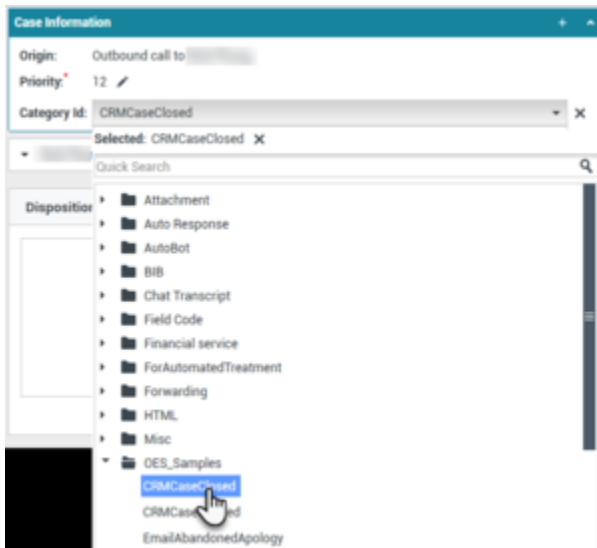 Case Information
Origin: Outbound call to
Priority:* 12
Category Id: CRMCaseClosed
Selected: CRMCaseClosed
Quick Search
Disposition
Attachment
Auto Response
AutoBot
BIB
Chat Transcript
Field Code
Financial service
ForAutomatedTreatment
Forwarding
HTML
Misc
OES_Samples
CRMCaseClosed
EmailAbandonedApology